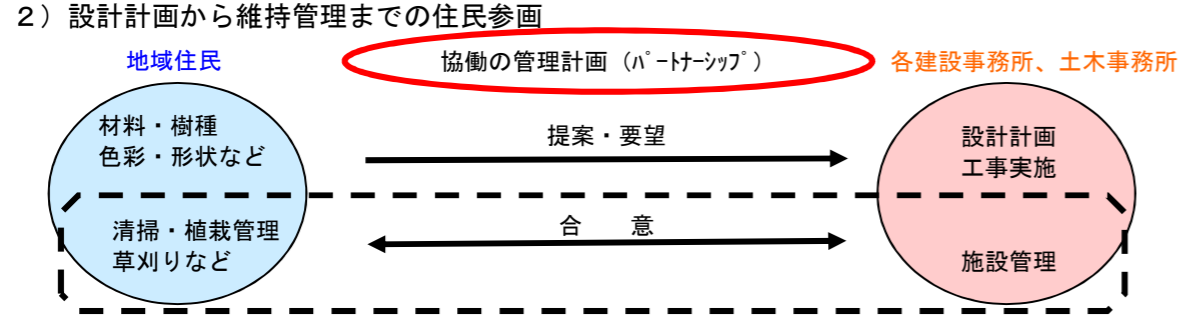 ２）設計計画から維持管理までの住民参画
地域住民
協働の管理計画（ﾊﾟｰﾄﾅｰｼｯﾌﾟ）
各建設事務所、土木事務所
材料・樹種
色彩・形状など
提案・要望
設計計画
工事実施
清掃・植栽管理
草刈りなど
合　　意
施設管理